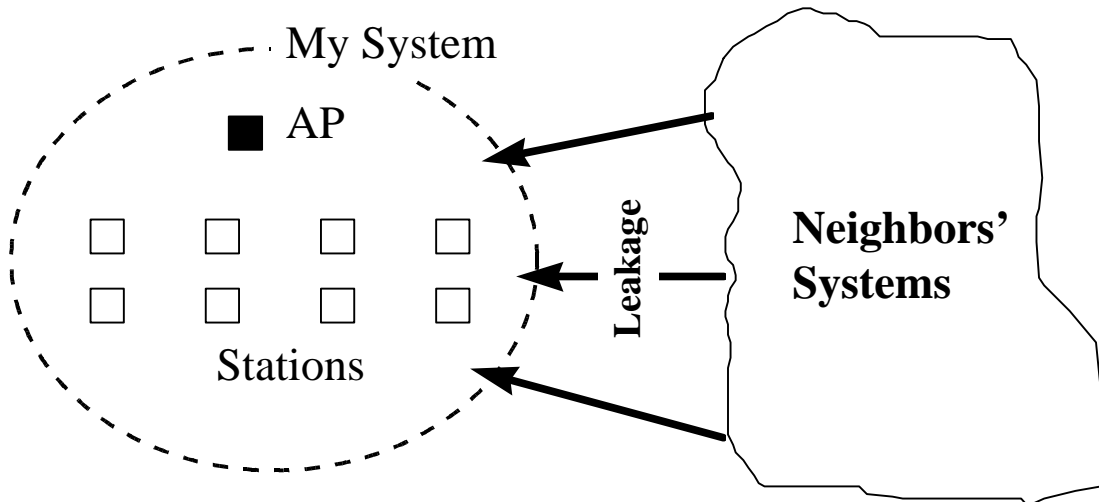 My System
AP
Stations
Leakage
Neighbors’
Systems